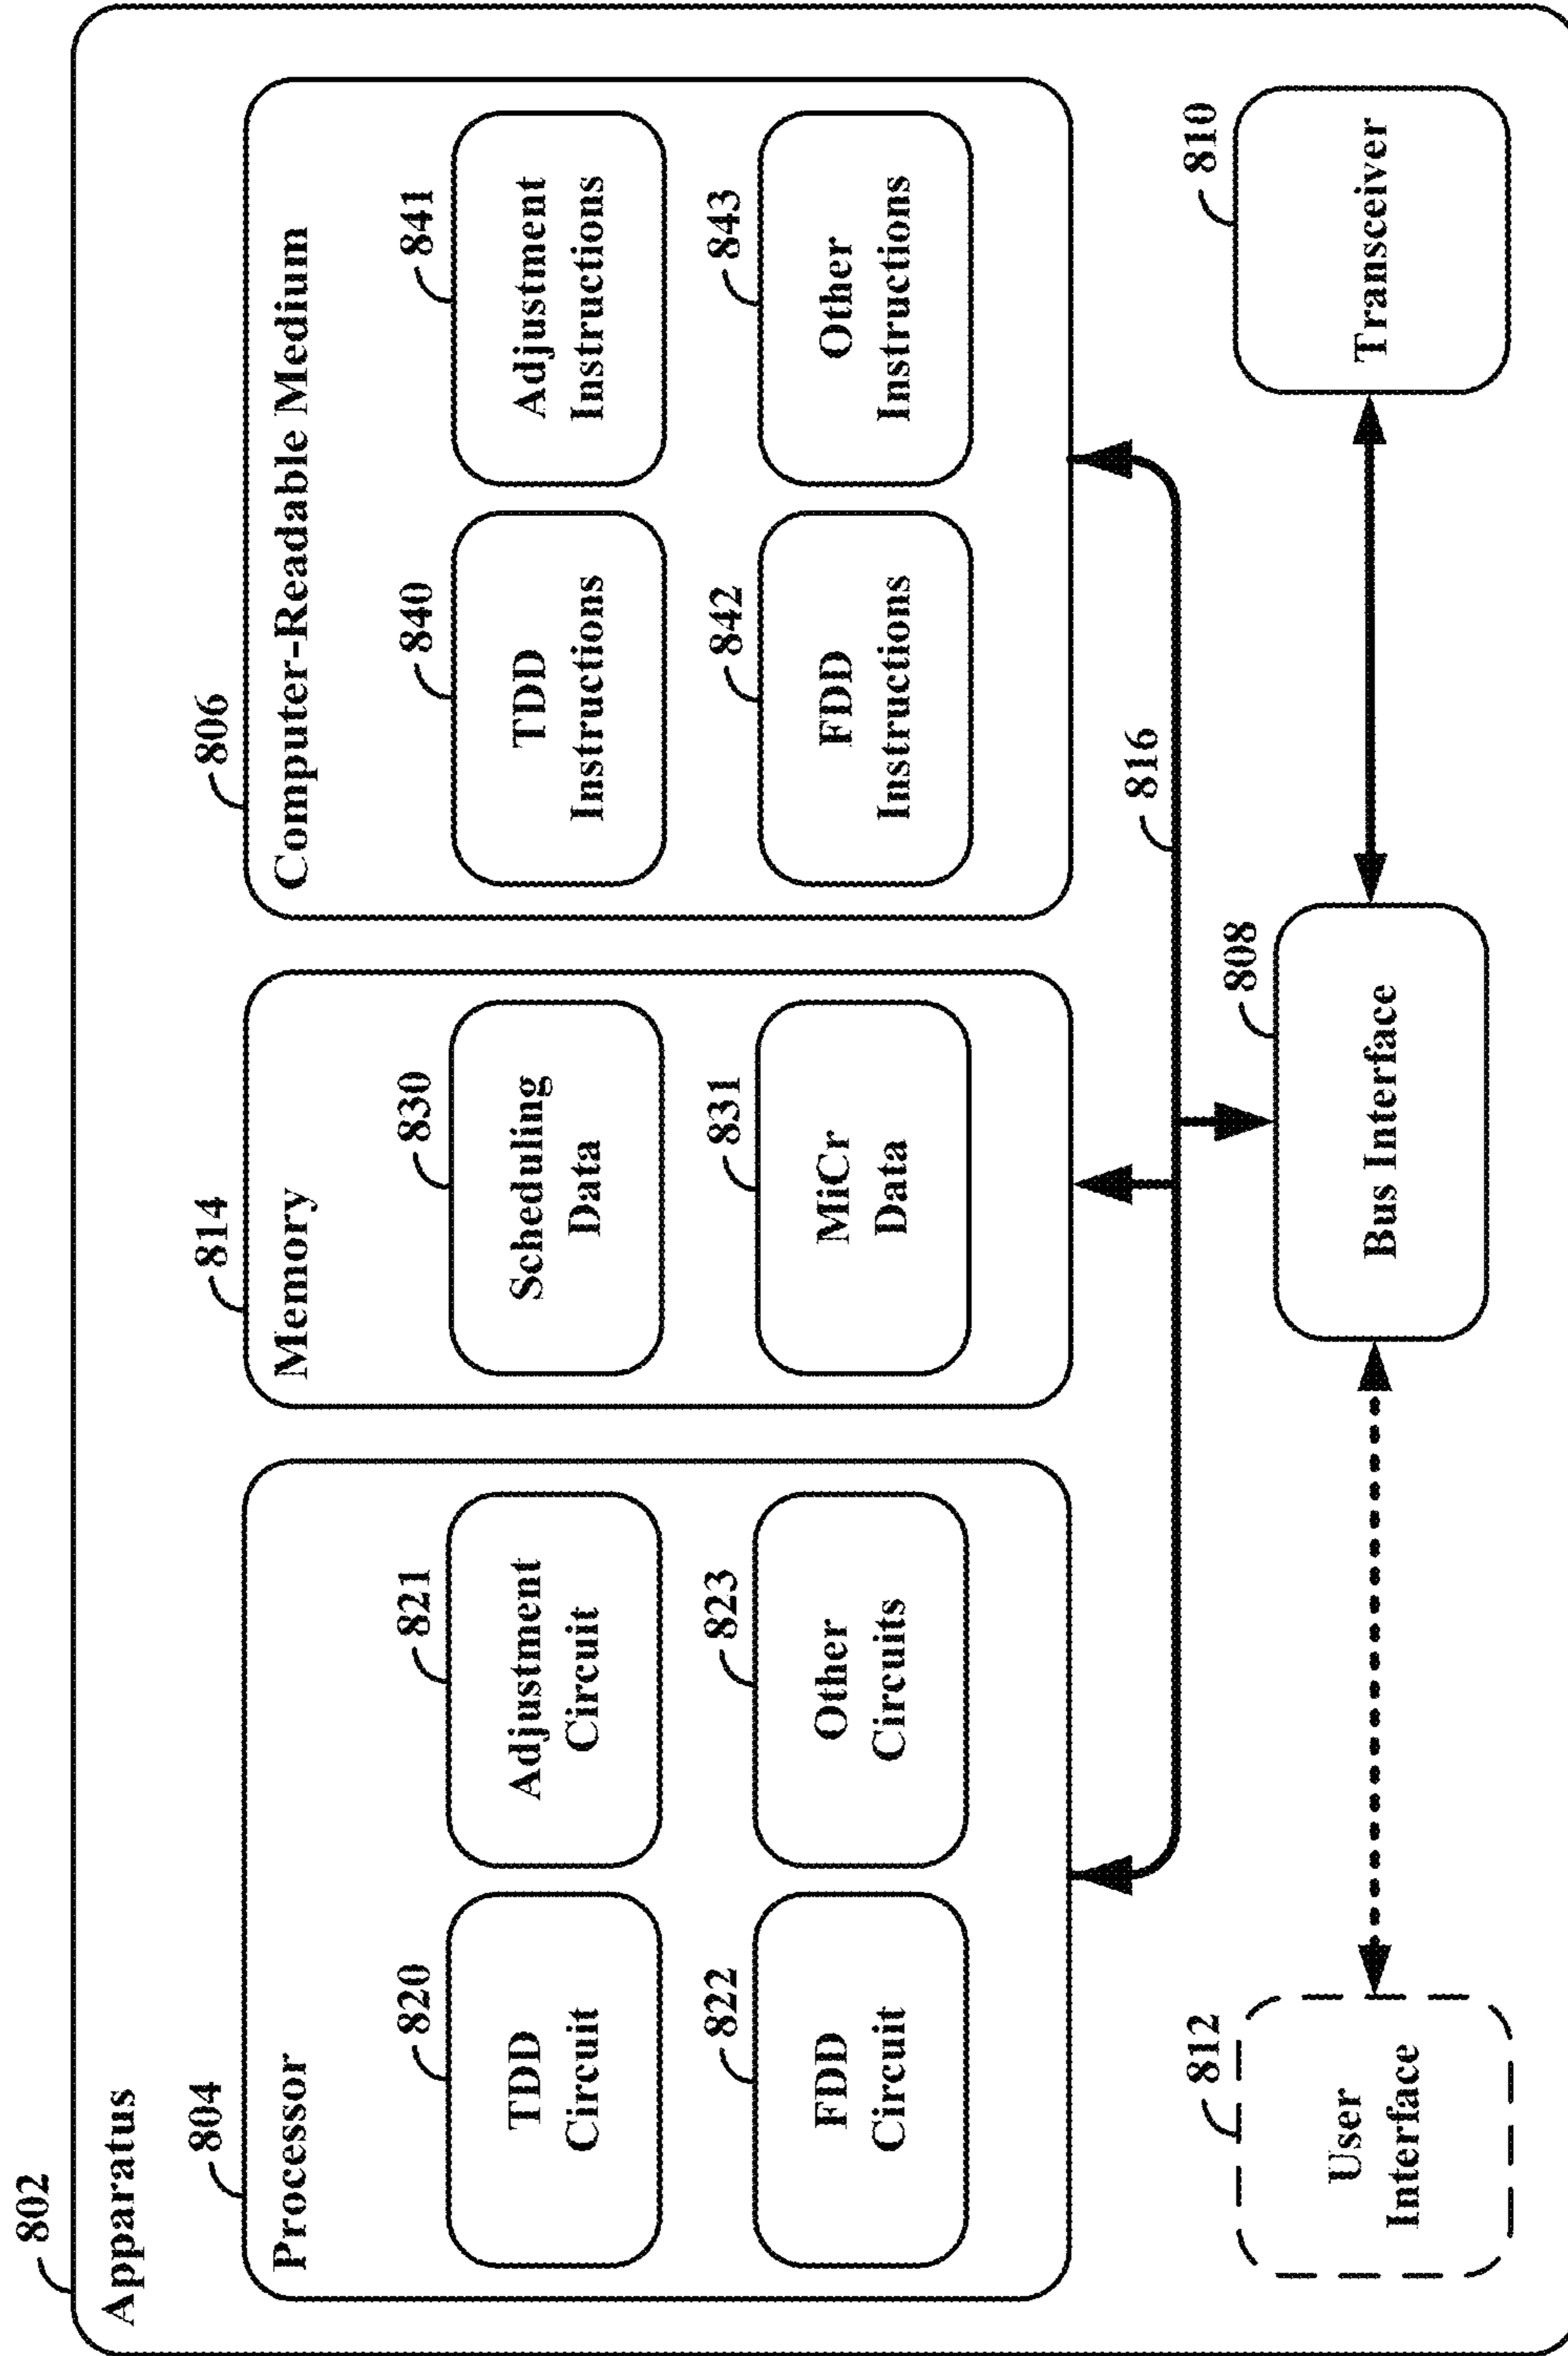 802
Apparatus
804
Processor
820
TDD
Circuit
821
Adjustment
Circuit
822
FDD
Circuit
823
Other
Circuits
814
Memory
830
Scheduling
Data
831
MiCr
Data
806
Computer-Readable Medium
840
TDD
Instructions
841
Adjustment
Instructions
842
FDD
Instructions
843
Other
Instructions
816
812
User
Interface
808
Bus Interface
810
Transceiver